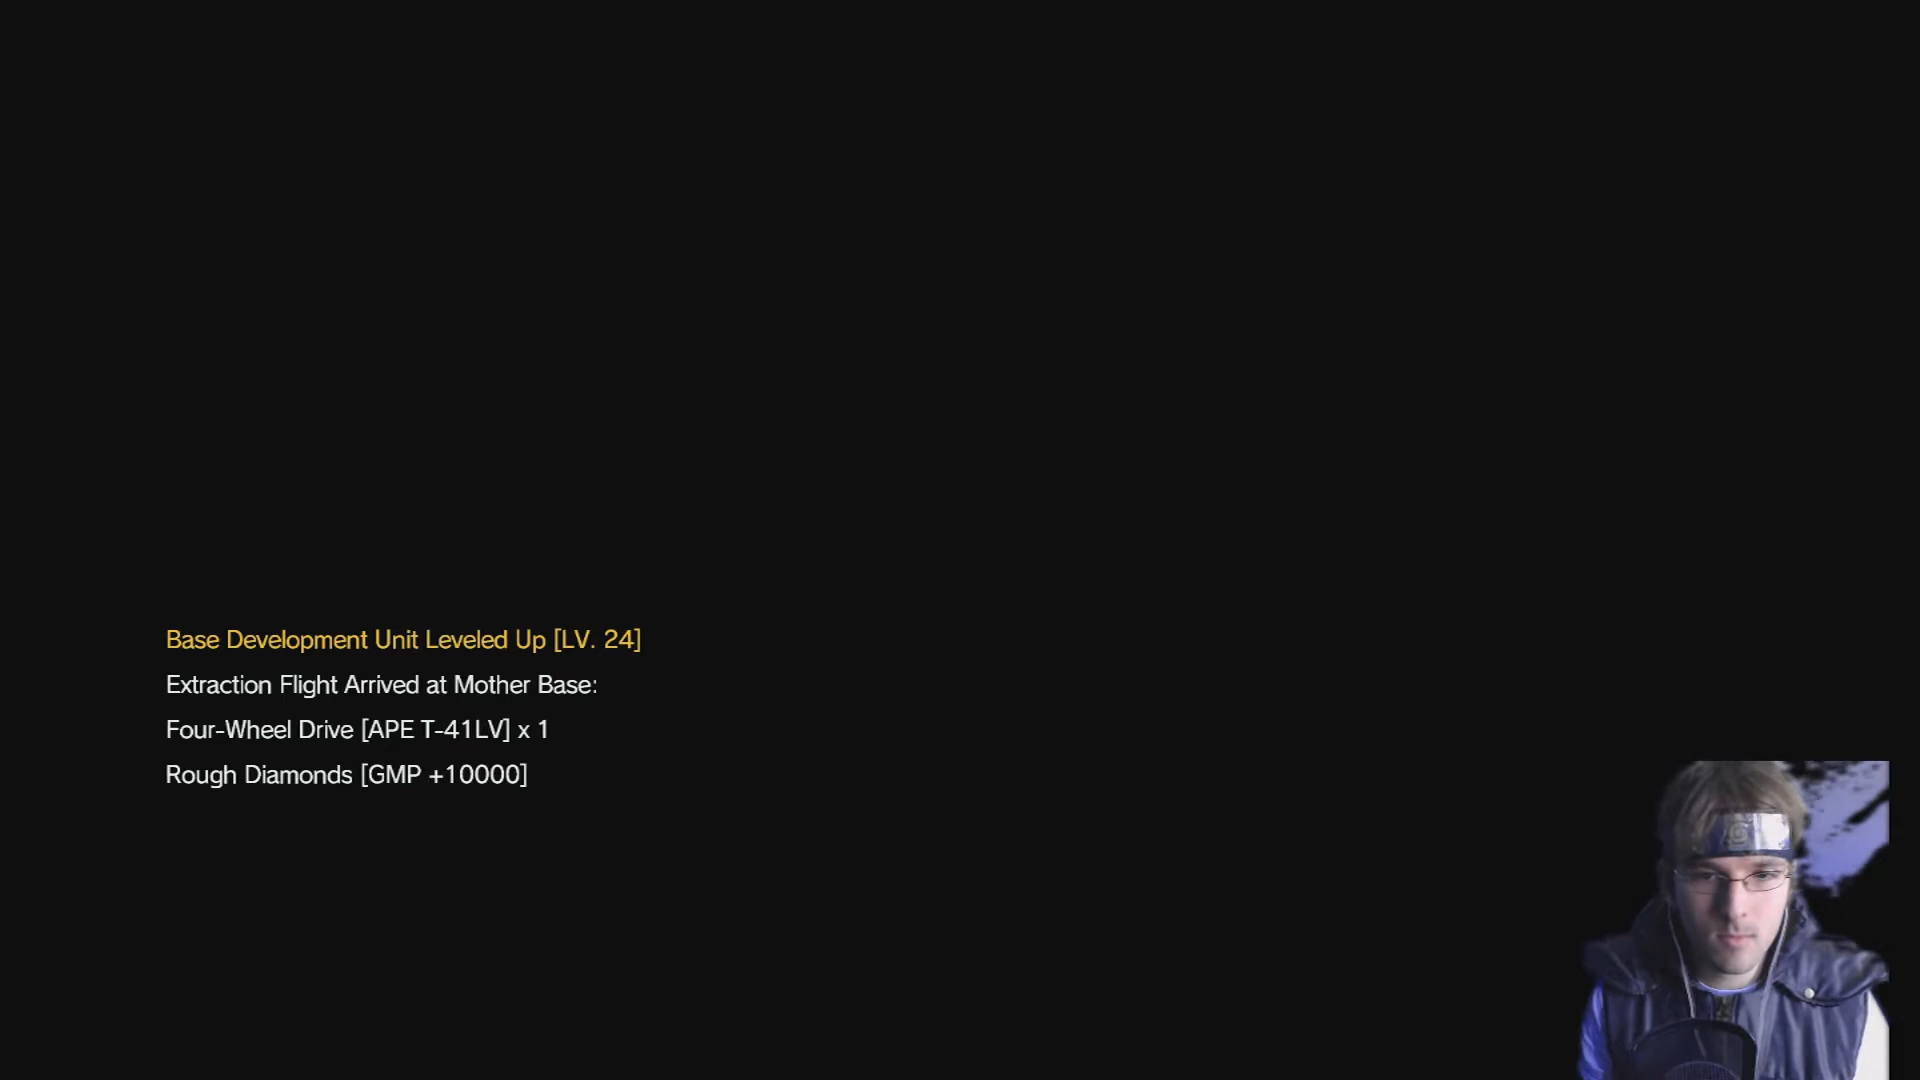 Base Development Unit Leveled Up [LV. 24]
Extraction Flight Arrived at Mother Base:
Four-Wheel Drive [APE T-41LV] x 1
Rough Diamonds [GMP +10000]